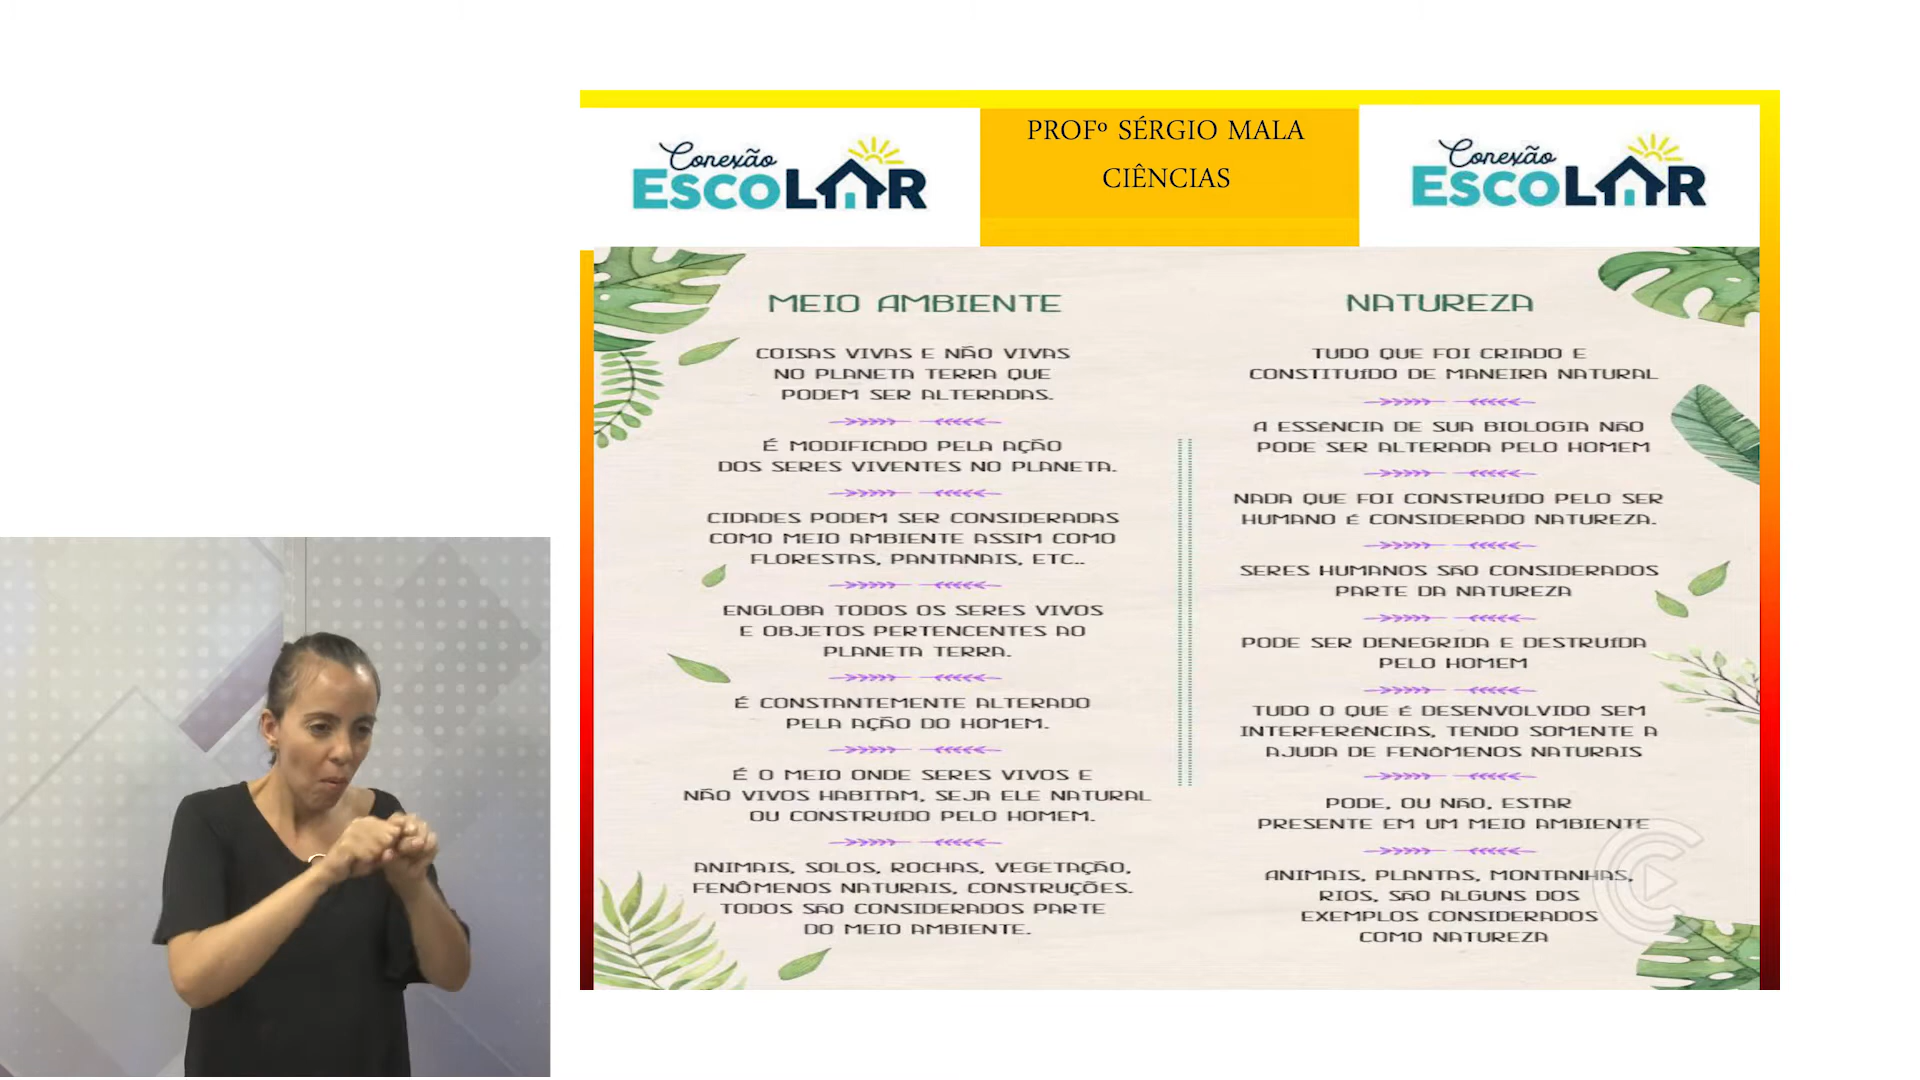 Conexão
ESCOLAR
PROFº SÉRGIO MALA
CIÊNCIAS
Conexão
ESCOLAR
MEIO AMBIENTE
COISAS VIVAS E NÃO VIVAS
NO PLANETA TERRA QUE
PODEM SER ALTERADAS.
É MODIFICADO PELA AÇÃO
DOS SERES VIVENTES NO PLANETA.
CIDADES PODEM SER CONSIDERADAS
COMO MEIO AMBIENTE ASSIM COMO
FLORESTAS, PANTANAIS, ETC..
ENGLOBA TODOS OS SERES VIVOS
E OBJETOS PERTENCENTES AO
PLANETA TERRA.
É CONSTANTEMENTE ALTERADO
PELA AÇÃO DO HOMEM.
É O MEIO ONDE SERES VIVOS E
NÃO VIVOS HABITAM, SEJA ELE NATURAL
OU CONSTRUÍDO PELO HOMEM.
ANIMAIS, SOLOS, ROCHAS, VEGETAÇÃO,
FENÔMENOS NATURAIS, CONSTRUÇÕES.
TODOS SÃO CONSIDERADOS PARTE
DO MEIO AMBIENTE.
NATUREZA
TUDO QUE FOI CRIADO E
CONSTITUÍDO DE MANEIRA NATURAL
A ESSÊNCIA DE SUA BIOLOGIA NÃO
PODE SER ALTERADA PELO HOMEM
NADA QUE FOI CONSTRUÍDO PELO SER
HUMANO É CONSIDERADO NATUREZA.
SERES HUMANOS SÃO CONSIDERADOS
PARTE DA NATUREZA
PODE SER DENEGRIDA E DESTRUÍDA
PELO HOMEM
TUDO O QUE É DESENVOLVIDO SEM
INTERFERÊNCIAS, TENDO SOMENTE A
AJUDA DE FENÔMENOS NATURAIS
PODE, OU NÃO, ESTAR
PRESENTE EM UM MEIO AMBIENTE
ANIMAIS, PLANTAS, MONTANHAS,
RIOS, SÃO ALGUNS DOS
EXEMPLOS CONSIDERADOS
COMO NATUREZA